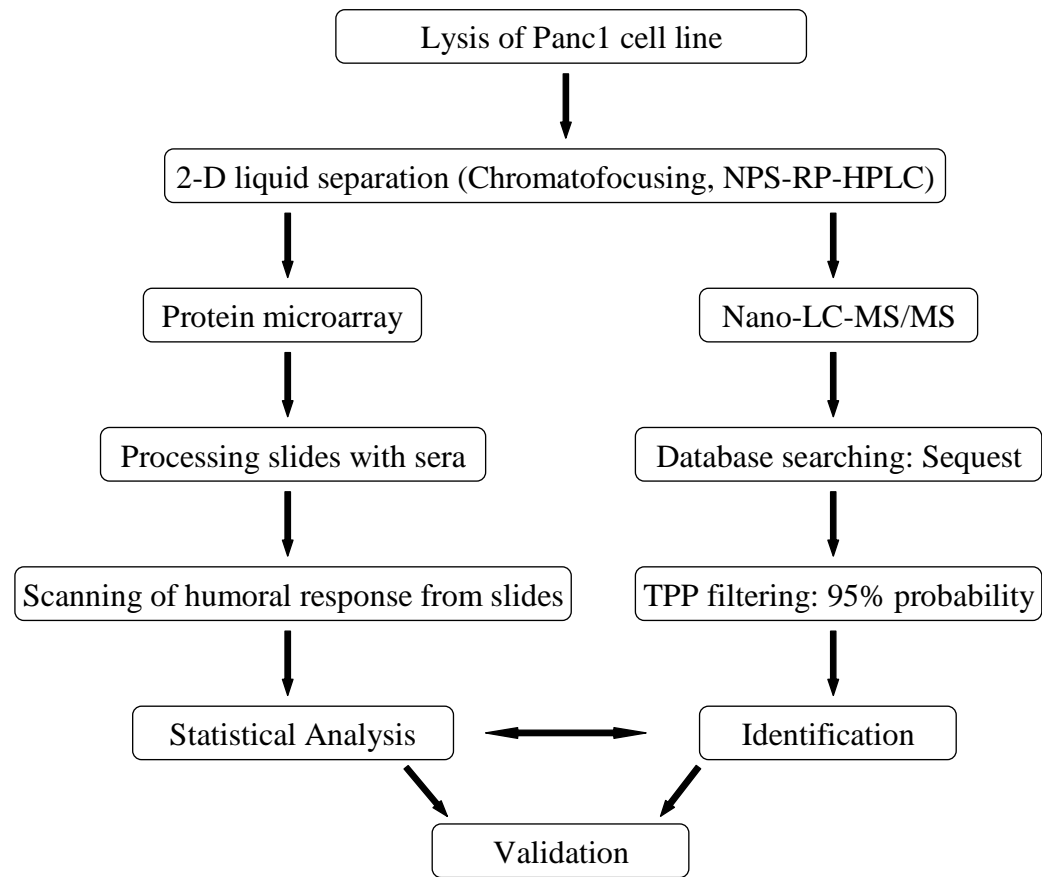 Lysis of Panc1 cell line
2-D liquid separation (Chromatofocusing, NPS-RP-HPLC)
Protein microarray
Nano-LC-MS/MS
Processing slides with sera
Database searching: Sequest
Scanning of humoral response from slides
TPP filtering: 95% probability
Statistical Analysis
Identification
Validation